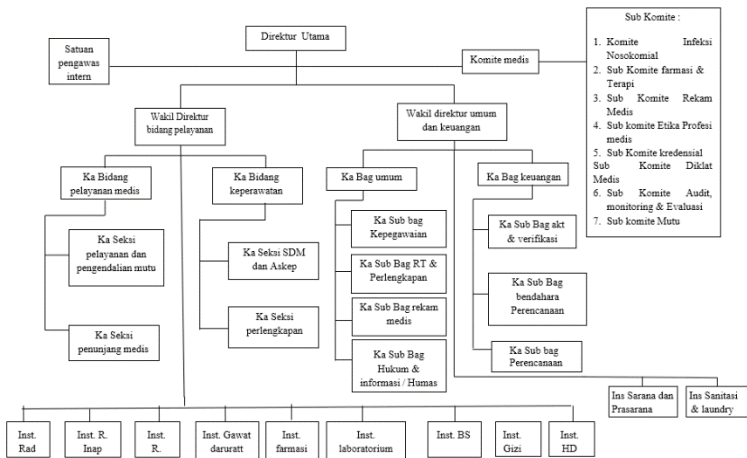 Direktur Utama
Satuan
pengawas
intern
Komite medis
Sub Komite :
1. Komite Infeksi
Nosokomial
2. Sub Komite farmasi &
Terapi
3. Sub Komite Rekam
Medis
4. Sub komite Etika Profesi
medis
5. Sub Komite kredensial
Sub Komite Diklat
Medis
6. Sub Komite Audit,
monitoring & Evaluasi
7. Sub komite Mutu
Wakil Direktur
bidang pelayanan
Wakil direktur umum
dan keuangan
Ka Bidang
pelayanan medis
Ka Bidang
keperawatan
Ka Bag umum
Ka Bag keuangan
Ka Seksi
pelayanan dan
pengendalian mutu
Ka Seksi
penunjang medis
Ka Seksi SDM
dan Askep
Ka Seksi
perlengkapan
Ka Sub bag
Kepegawaian
Ka Sub Bag RT &
Perlengkapan
Ka Sub Bag rekam
medis
Ka Sub Bag
Hukum &
informasi / Humas
Ka Sub Bag akt
& verifikasi
Ka Sub Bag
bendahara
Perencanaan
Ka Sub bag
Perencanaan
Ins Sarana dan
Prasarana
Ins Sanitasi
& laundry
Inst.
Rad
Inst. R.
Inap
Inst.
R.
Inst. Gawat
daruratt
Inst.
farmasi
Inst.
laboratorium
Inst. BS
Inst.
Gizi
Inst.
HD